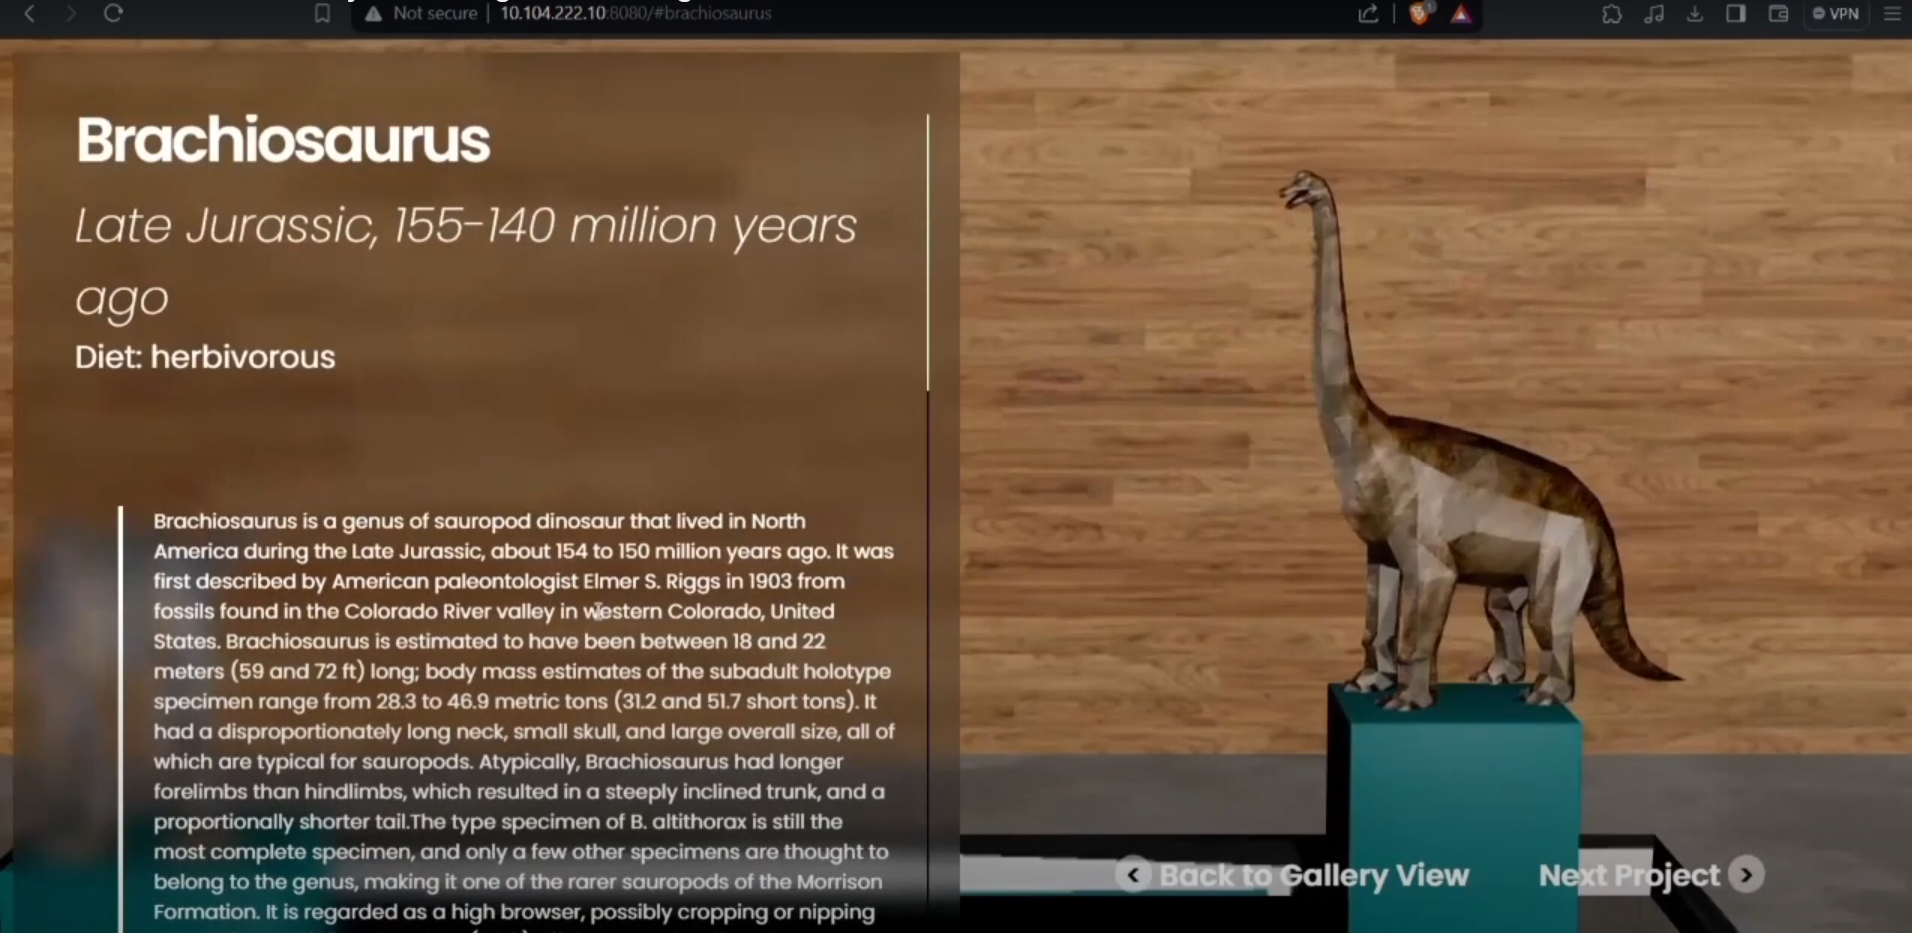 Not secure
10.104.222.10:8080/#brachiosaurus
1
VPN
Brachiosaurus
Late Jurassic, 155-140 million years
ago
Diet: herbivorous
Brachiosaurus is a genus of sauropod dinosaur that lived in North
America during the Late Jurassic, about 154 to 150 million years ago. It was
first described by American paleontologist Elmer S. Riggs in 1903 from
fossils found in the Colorado River valley in western Colorado, United
States. Brachiosaurus is estimated to have been between 18 and 22
meters (59 and 72 ft) long; body mass estimates of the subadult holotype
specimen range from 28.3 to 46.9 metric tons (31.2 and 51.7 short tons). It
had a disproportionately long neck, small skull, and large overall size, all of
which are typical for sauropods. Atypically, Brachiosaurus had longer
forelimbs than hindlimbs, which resulted in a steeply inclined trunk, and a
proportionally shorter tail.The type specimen of B. altithorax is still the
most complete specimen, and only a few other specimens are thought to
belong to the genus, making it one of the rarer sauropods of the Morrison
Formation. It is regarded as a high browser, possibly cropping or nipping
Back to Gallery View
Next Project